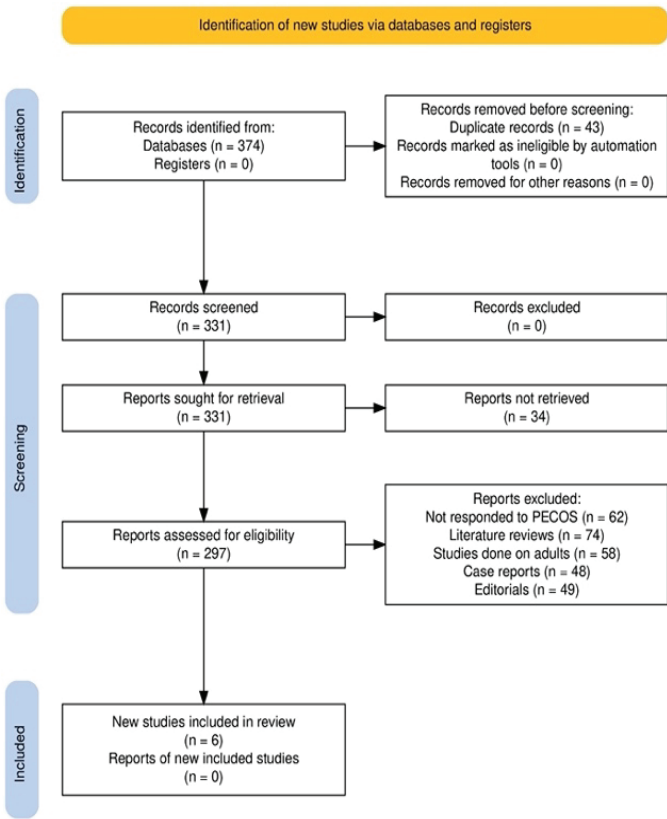 Identification of new studies via databases and registers
Identification
Records identified from:
Databases (n = 374)
Registers (n = 0)
Records removed before screening:
Duplicate records (n = 43)
Records marked as ineligible by automation
tools (n = 0)
Records removed for other reasons (n = 0)
Screening
Records screened
(n = 331)
Records excluded
(n = 0)
Reports sought for retrieval
(n = 331)
Reports not retrieved
(n = 34)
Reports assessed for eligibility
(n = 297)
Reports excluded:
Not responded to PECOS (n = 62)
Literature reviews (n = 74)
Studies done on adults (n = 58)
Case reports (n = 48)
Editorials (n = 49)
Included
New studies included in review
(n = 6)
Reports of new included studies
(n = 0)